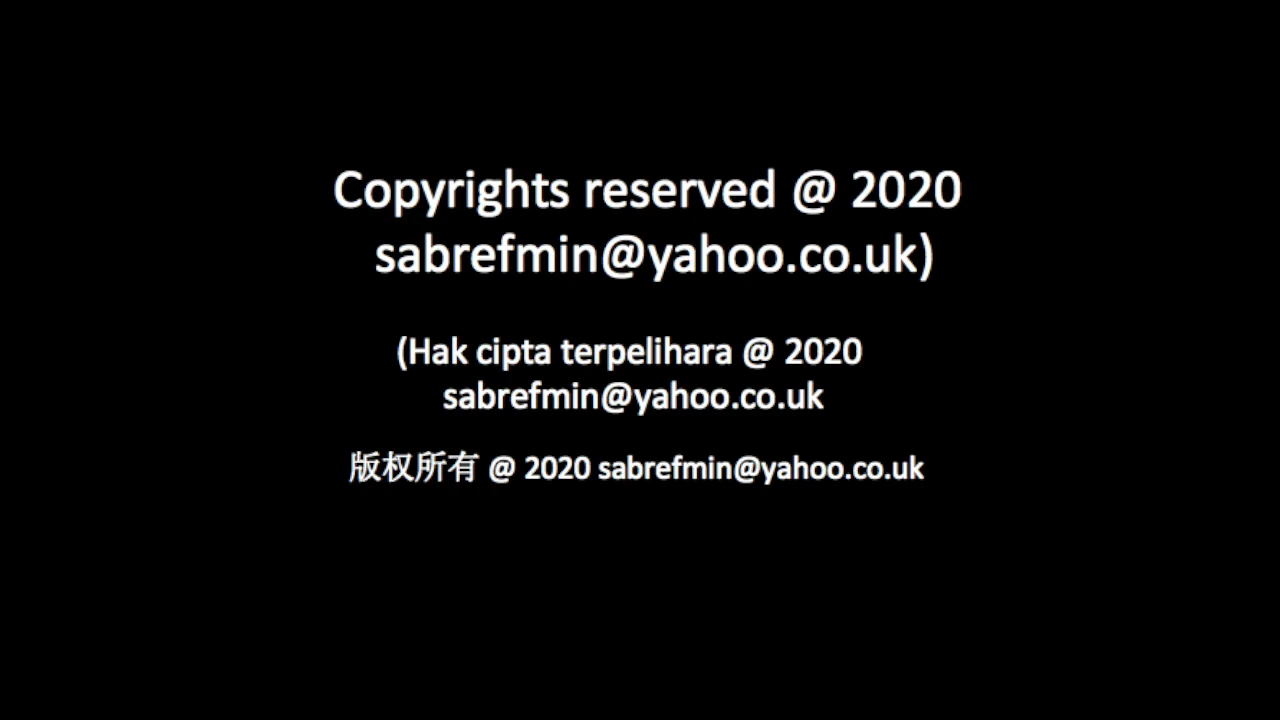 Copyrights reserved @ 2020
sabrefmin@yahoo.co.uk)
(Hak cipta terpelihara @ 2020
sabrefmin@yahoo.co.uk
版权所有 @ 2020 sabrefmin@yahoo.co.uk